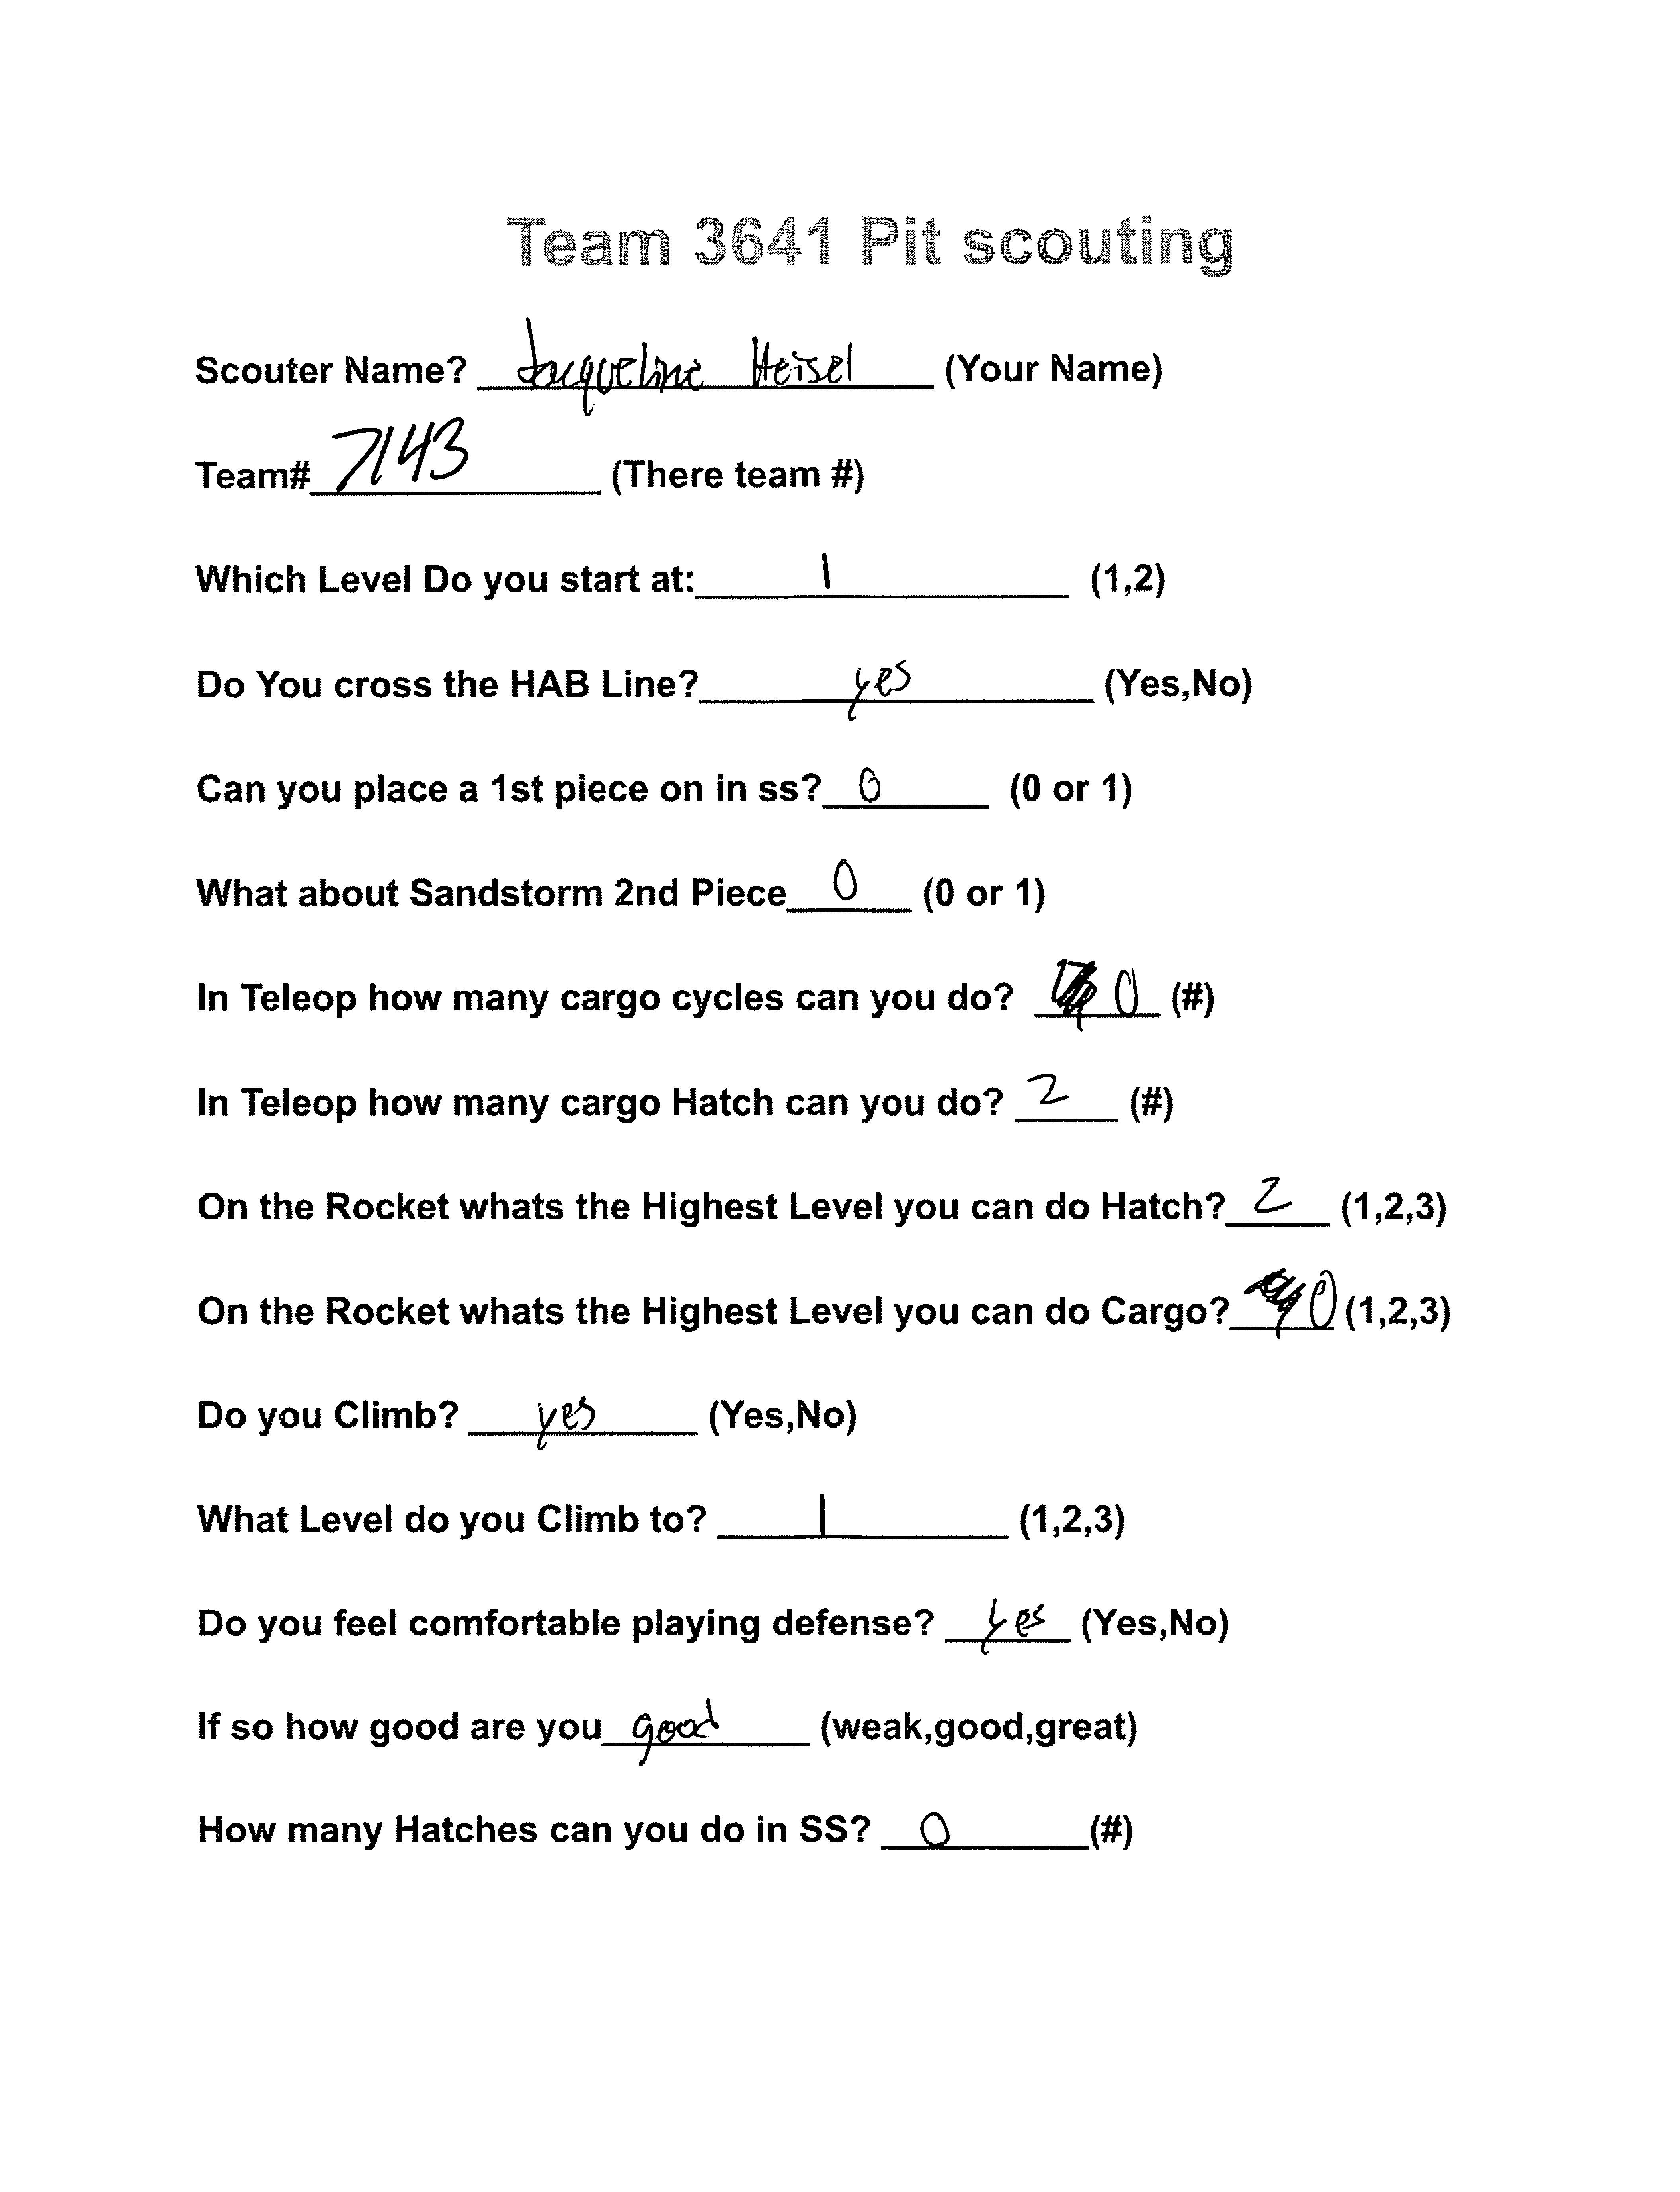 Team 3641 Pit scouting
Scouter Name? Jacqueline Heisel (Your Name)
Team# 7143 (There team #)
Which Level Do you start at: 1 (1,2)
Do You cross the HAB Line? yes (Yes,No)
Can you place a 1st piece on in ss? 0 (0 or 1)
What about Sandstorm 2nd Piece 0 (0 or 1)
In Teleop how many cargo cycles can you do? 0 (#)
In Teleop how many cargo Hatch can you do? 2 (#)
On the Rocket whats the Highest Level you can do Hatch? 2 (1,2,3)
On the Rocket whats the Highest Level you can do Cargo? 0 (1,2,3)
Do you Climb? yes (Yes,No)
What Level do you Climb to? 1 (1,2,3)
Do you feel comfortable playing defense? yes (Yes,No)
If so how good are you good (weak,good,great)
How many Hatches can you do in SS? 0 (#)